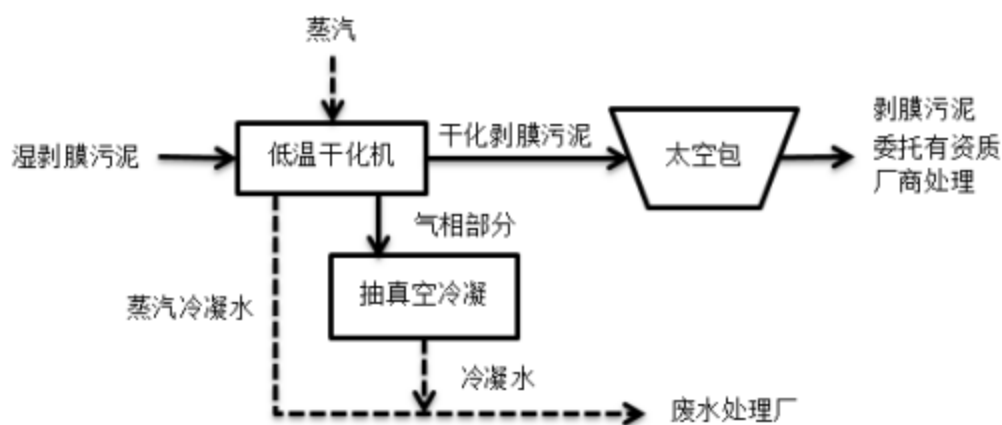 蒸汽
湿剥膜污泥
低温干化机
干化剥膜污泥
太空包
剥膜污泥
委托有资质
厂商处理
气相部分
抽真空冷凝
蒸汽冷凝水
冷凝水
废水处理厂